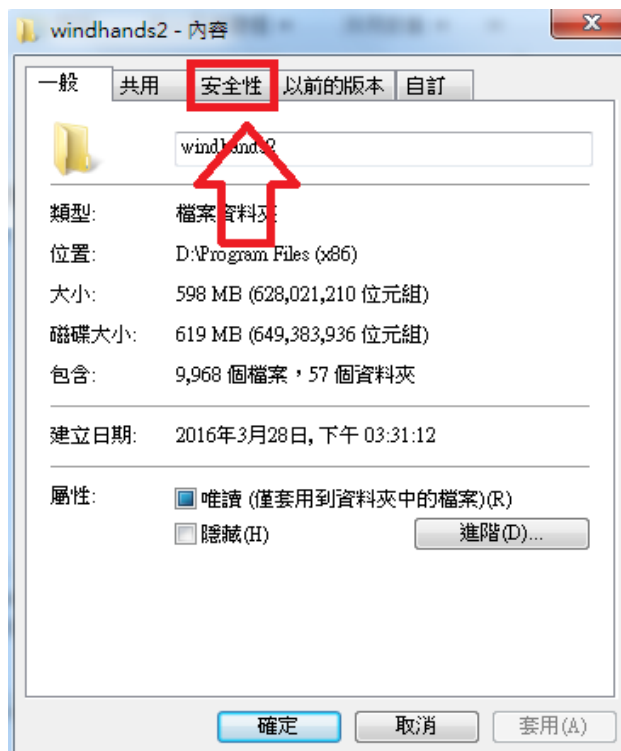 windhands2 - 內容
一般 共用 安全性 以前的版本 自訂
windhands2
類型: 檔案資料夾
位置: D:\Program Files (x86)
大小: 598 MB (628,021,210 位元組)
磁碟大小: 619 MB (649,383,936 位元組)
包含: 9,968 個檔案，57 個資料夾
建立日期: 2016年3月28日, 下午 03:31:12
屬性: 唯讀 (僅套用到資料夾中的檔案)(R)
隱藏(H) 進階(D)...
確定 取消 套用(A)